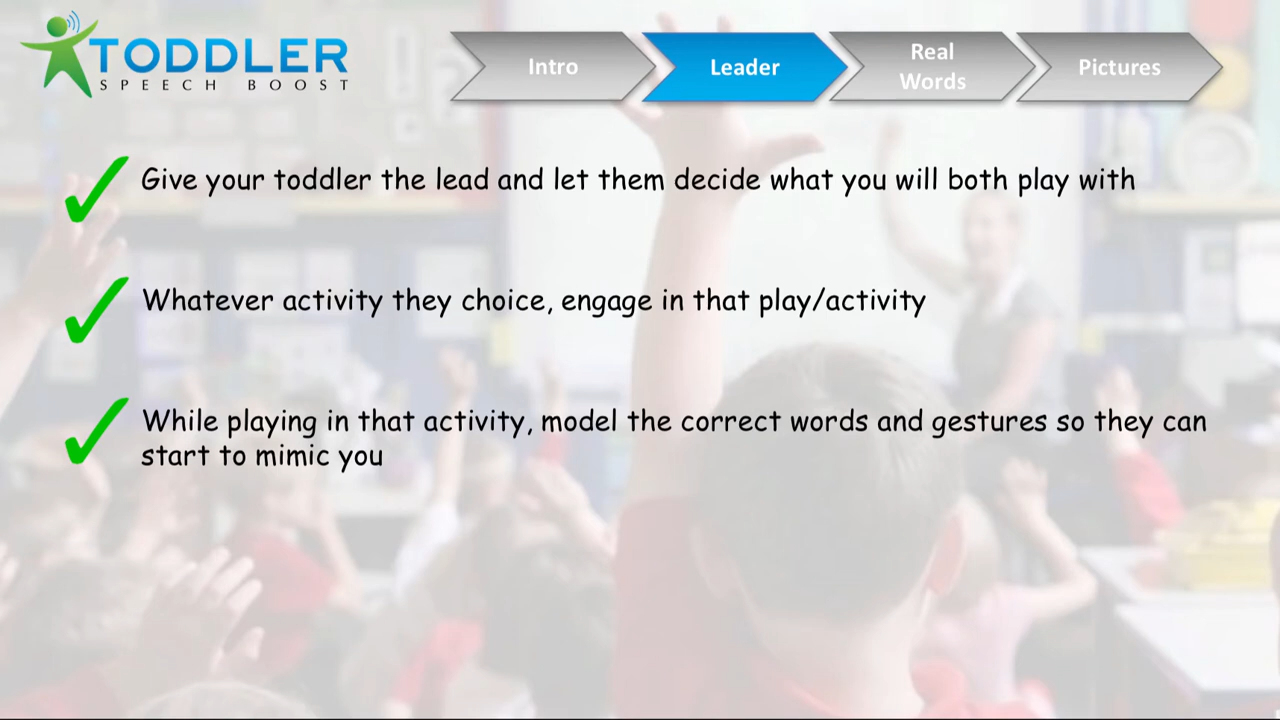 TODDLER
SPEECH BOOST
Intro
Leader
Real
Words
Pictures
Give your toddler the lead and let them decide what you will both play with
Whatever activity they choice, engage in that play/activity
While playing in that activity, model the correct words and gestures so they can
start to mimic you